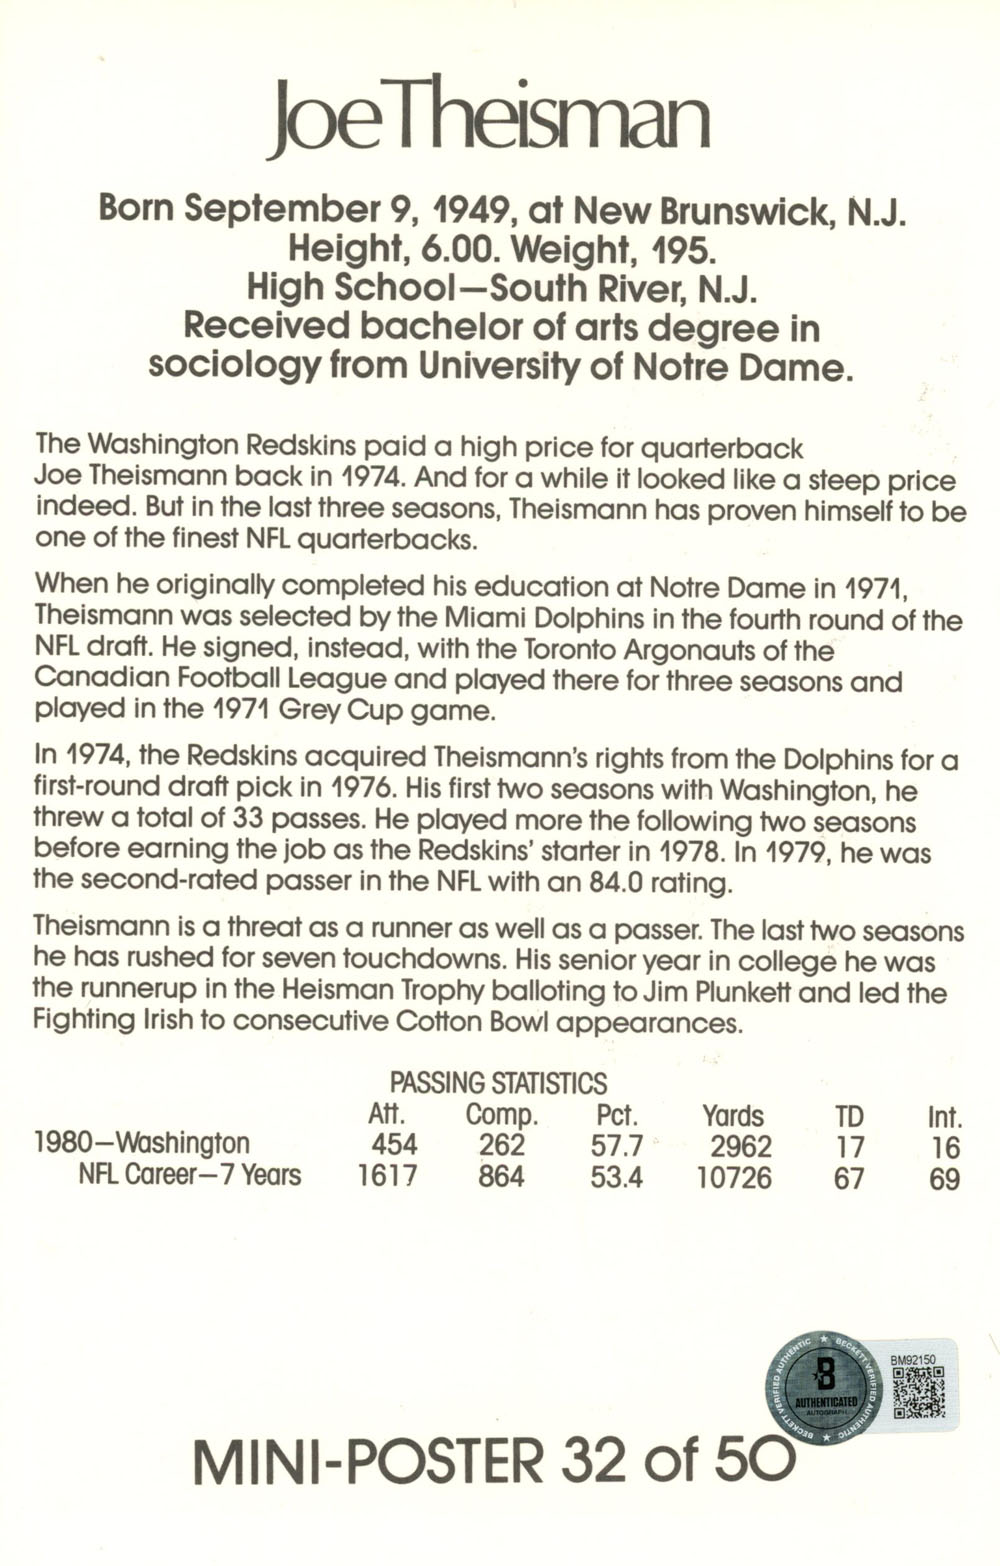 Joe Theisman
Born September 9, 1949, at New Brunswick, N.J.
Height, 6.00. Weight, 195.
High School—South River, N.J.
Received bachelor of arts degree in
sociology from University of Notre Dame.
The Washington Redskins paid a high price for quarterback
Joe Theismann back in 1974. And for a while it looked like a steep price
indeed. But in the last three seasons, Theismann has proven himself to be
one of the finest NFL quarterbacks.
When he originally completed his education at Notre Dame in 1971,
Theismann was selected by the Miami Dolphins in the fourth round of the
NFL draft. He signed, instead, with the Toronto Argonauts of the
Canadian Football League and played there for three seasons and
played in the 1971 Grey Cup game.
In 1974, the Redskins acquired Theismann's rights from the Dolphins for a
first-round draft pick in 1976. His first two seasons with Washington, he
threw a total of 33 passes. He played more the following two seasons
before earning the job as the Redskins' starter in 1978. In 1979, he was
the second-rated passer in the NFL with an 84.0 rating.
Theismann is a threat as a runner as well as a passer. The last two seasons
he has rushed for seven touchdowns. His senior year in college he was
the runnerup in the Heisman Trophy balloting to Jim Plunkett and led the
Fighting Irish to consecutive Cotton Bowl appearances.
PASSING STATISTICS
Att. Comp. Pct. Yards TD Int.
1980—Washington 454 262 57.7 2962 17 16
NFL Career—7 Years 1617 864 53.4 10726 67 69
BECKETT VERIFIED AUTHENTIC ★ BECKETT VERIFIED AUTHENTIC ★
B
AUTHENTICATED
AUTOGRAPH
BM92150
MINI-POSTER 32 of 50